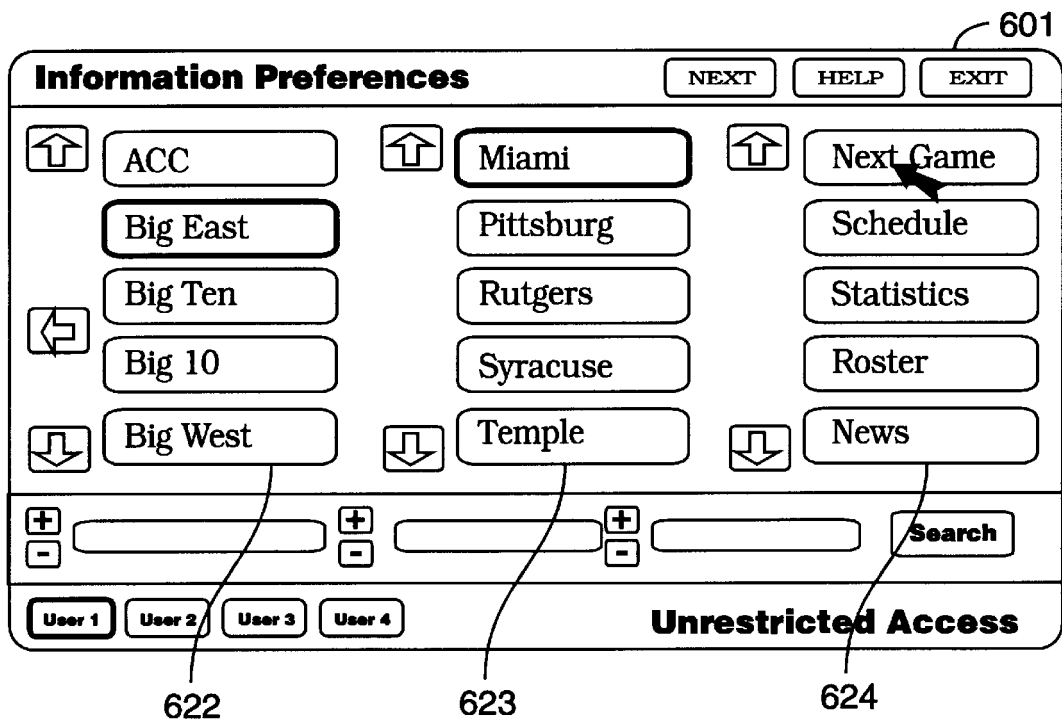 601
Information Preferences NEXT HELP EXIT
ACC Miami Next Game
Big East Pittsburg Schedule
Big Ten Rutgers Statistics
Big 10 Syracuse Roster
Big West Temple News
+ + +
- - -
Search
User 1 User 2 User 3 User 4 Unrestricted Access
622 623 624